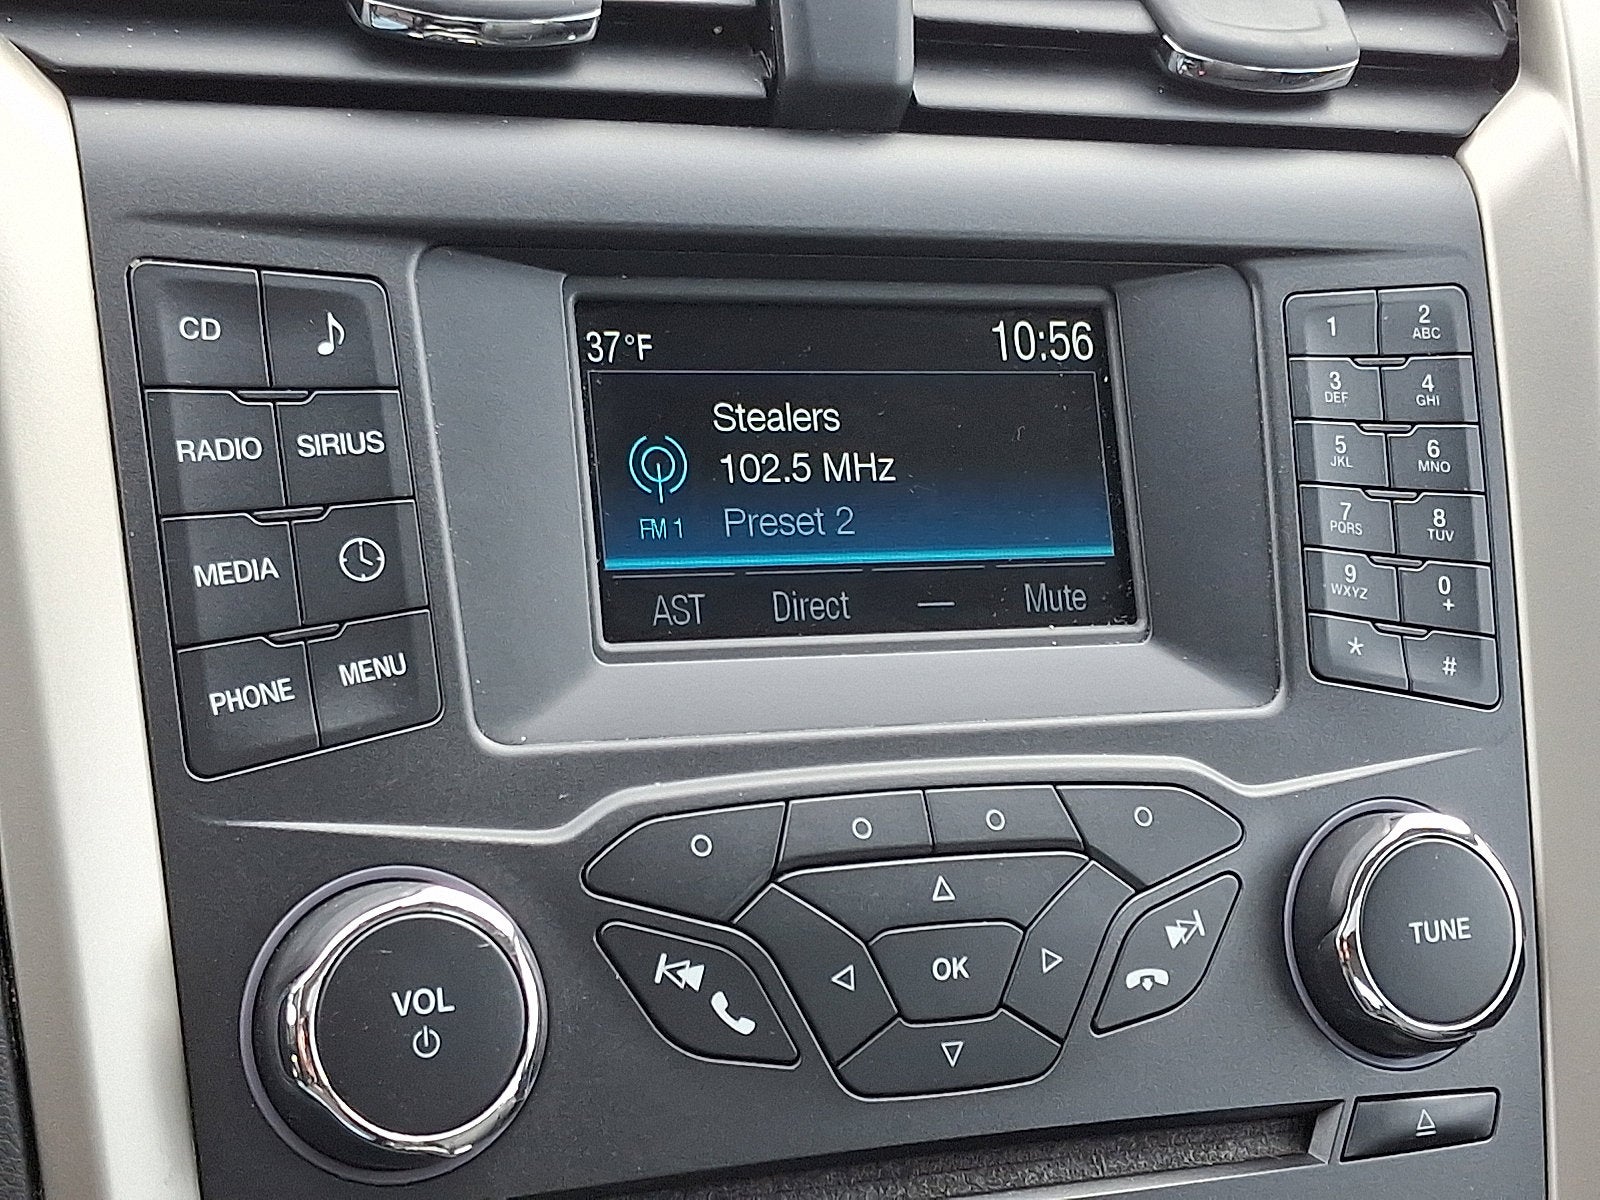 37°F 10:56
Stealers
102.5 MHz
FM 1 Preset 2
AST Direct — Mute
CD
RADIO SIRIUS
MEDIA
PHONE MENU
1 2 ABC
3 DEF 4 GHI
5 JKL 6 MNO
7 PQRS 8 TUV
9 WXYZ 0 +
* #
VOL
OK
TUNE